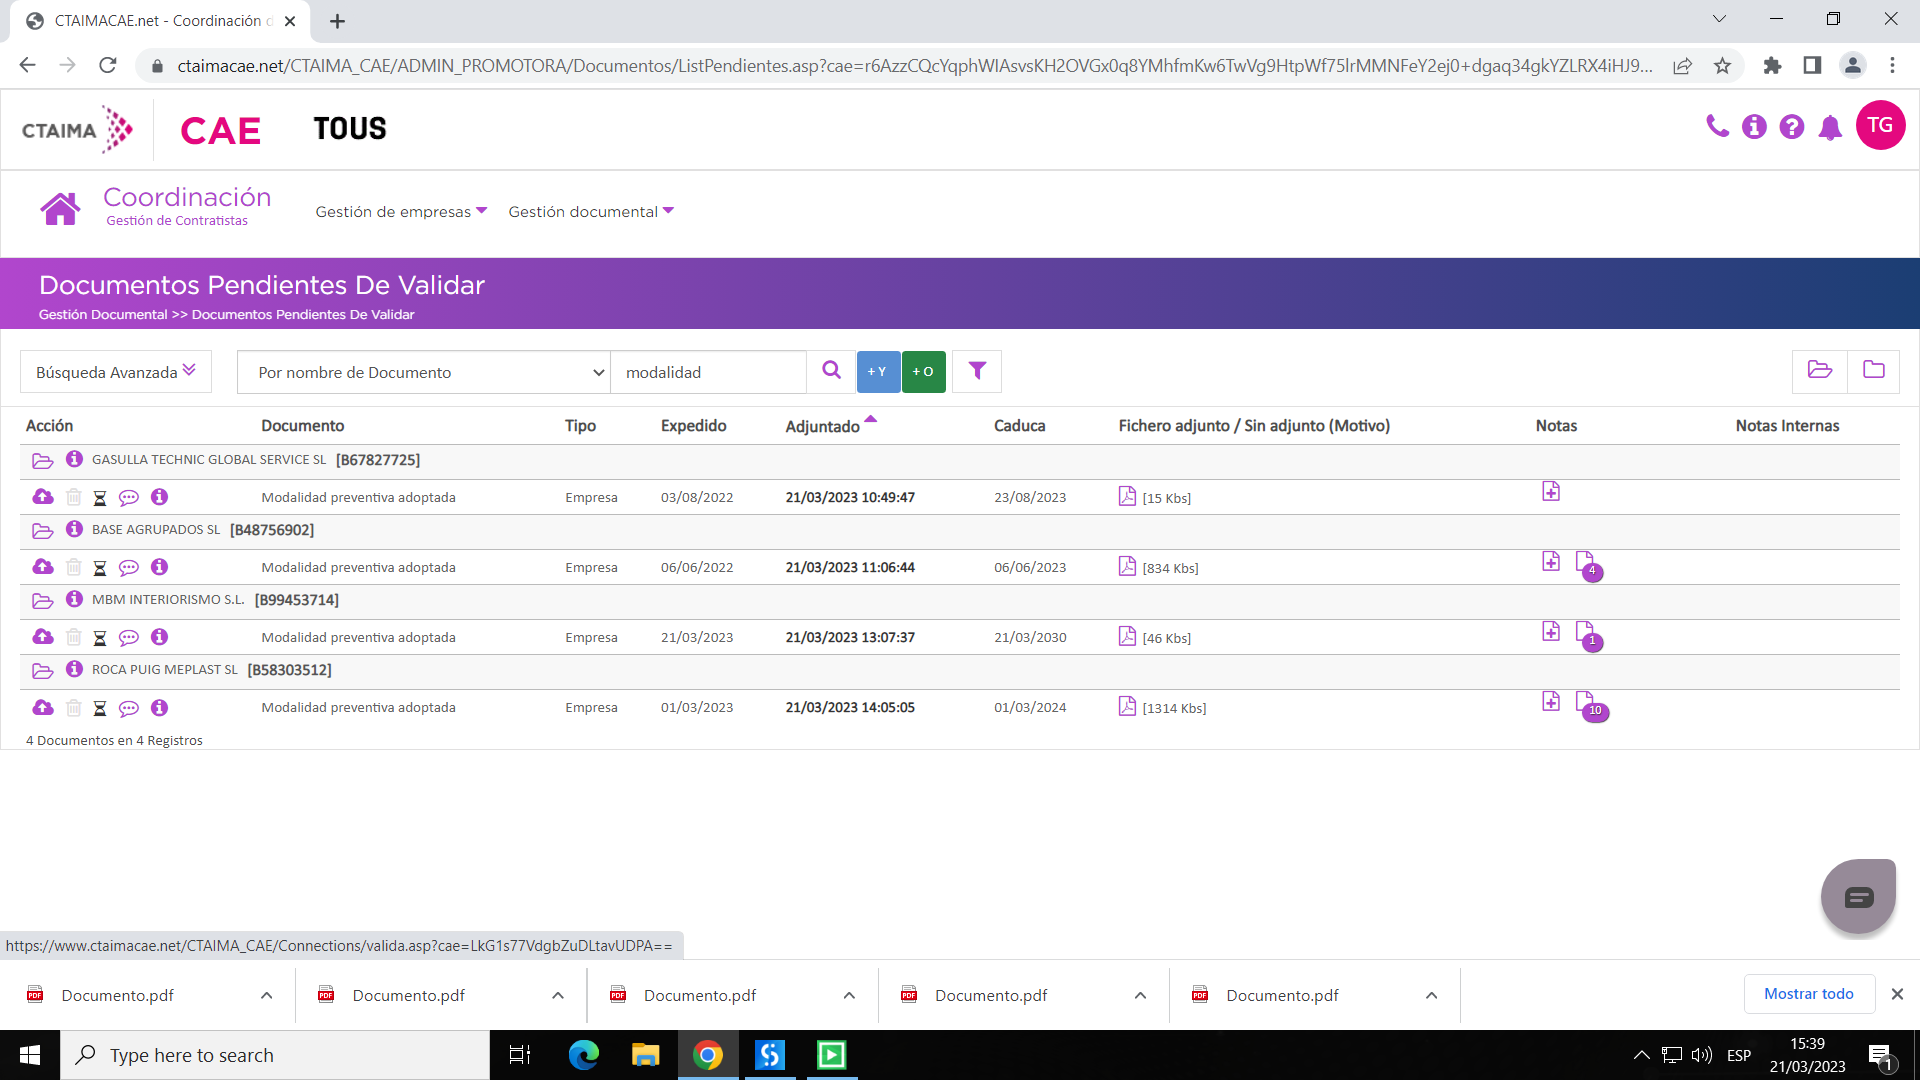 CTAIMACAE.net - Coordinación d
ctaimacae.net/CTAIMA_CAE/ADMIN_PROMOTORA/Documentos/ListPendientes.asp?cae=r6AzzCQcYqphWIAsvsKH2OVGx0q8YMhfmKw6TwVg9HtpWf75lrMMNFeY2ej0+dgaq34gkYZLRX4iHJ9...
CTAIMA CAE TOUS
TG
Coordinación
Gestión de Contratistas
Gestión de empresas Gestión documental
Documentos Pendientes De Validar
Gestión Documental >> Documentos Pendientes De Validar
Búsqueda Avanzada Por nombre de Documento modalidad + Y + O
Acción Documento Tipo Expedido Adjuntado Caduca Fichero adjunto / Sin adjunto (Motivo) Notas Notas Internas
GASULLA TECHNIC GLOBAL SERVICE SL [B67827725]
Modalidad preventiva adoptada Empresa 03/08/2022 21/03/2023 10:49:47 23/08/2023 [15 Kbs]
BASE AGRUPADOS SL [B48756902]
Modalidad preventiva adoptada Empresa 06/06/2022 21/03/2023 11:06:44 06/06/2023 [834 Kbs] 4
MBM INTERIORISMO S.L. [B99453714]
Modalidad preventiva adoptada Empresa 21/03/2023 21/03/2023 13:07:37 21/03/2030 [46 Kbs] 1
ROCA PUIG MEPLAST SL [B58303512]
Modalidad preventiva adoptada Empresa 01/03/2023 21/03/2023 14:05:05 01/03/2024 [1314 Kbs] 10
4 Documentos en 4 Registros
https://www.ctaimacae.net/CTAIMA_CAE/Connections/valida.asp?cae=LkG1s77VdgbZuDLtavUDPA==
Documento.pdf Documento.pdf Documento.pdf Documento.pdf Documento.pdf Mostrar todo
Type here to search
ESP
15:39
21/03/2023
1